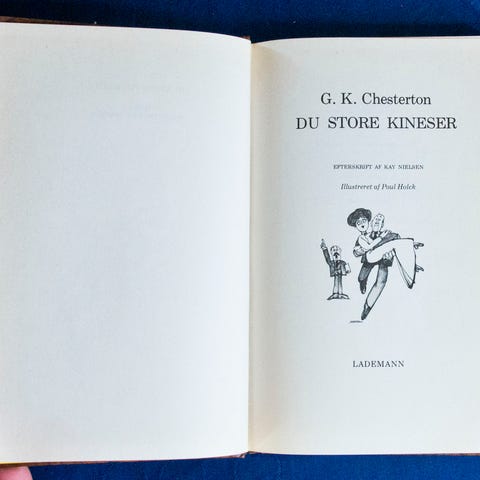 G. K. Chesterton
DU STORE KINESER
EFTERSKRIFT AF KAY NIELSEN
Illustreret af Poul Holck
LADEMANN